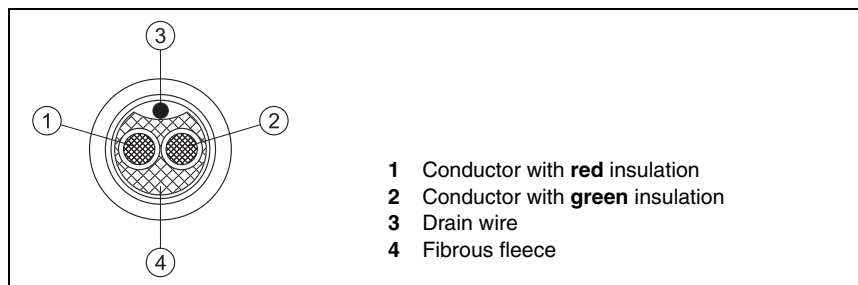 3
1
2
4
1 Conductor with red insulation
2 Conductor with green insulation
3 Drain wire
4 Fibrous fleece